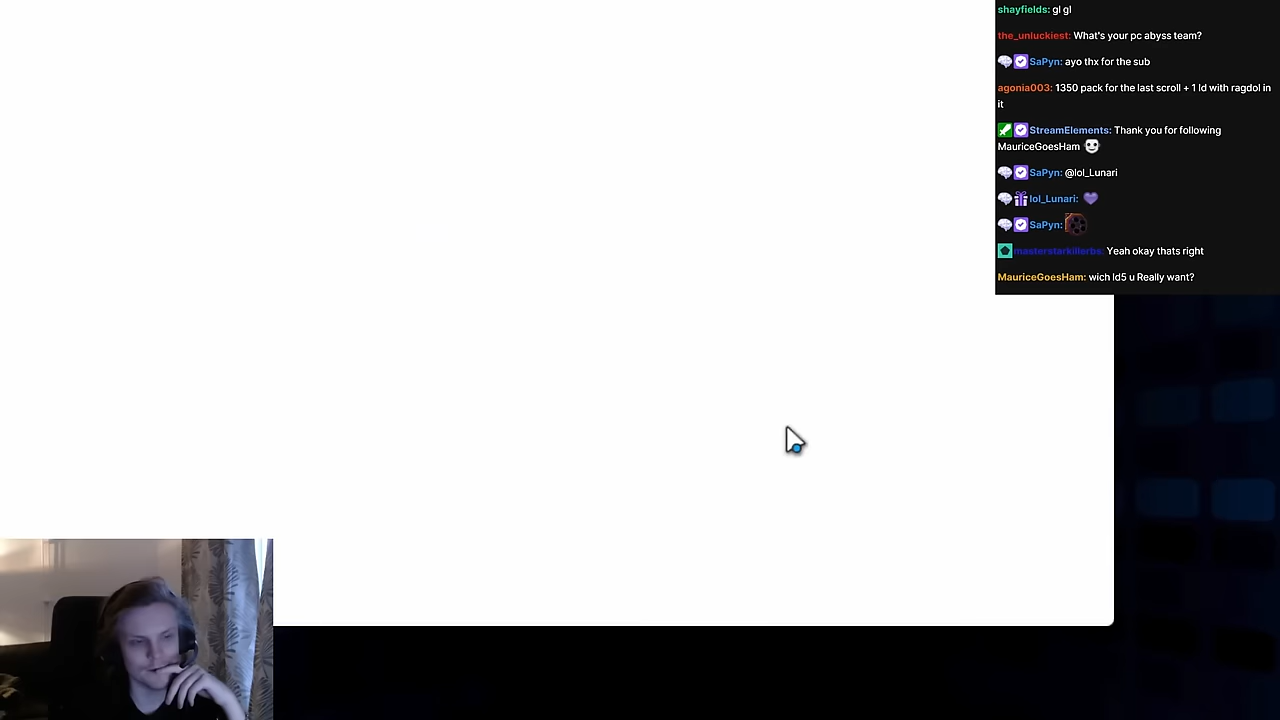 shayfields: gl gl
the_unluckiest: What's your pc abyss team?
SaPyn: ayo thx for the sub
agonia003: 1350 pack for the last scroll + 1 ld with ragdol in
it
StreamElements: Thank you for following
MauriceGoesHam
SaPyn: @lol_Lunari
lol_Lunari:
SaPyn:
masterstarkillerbs: Yeah okay thats right
MauriceGoesHam: wich ld5 u Really want?